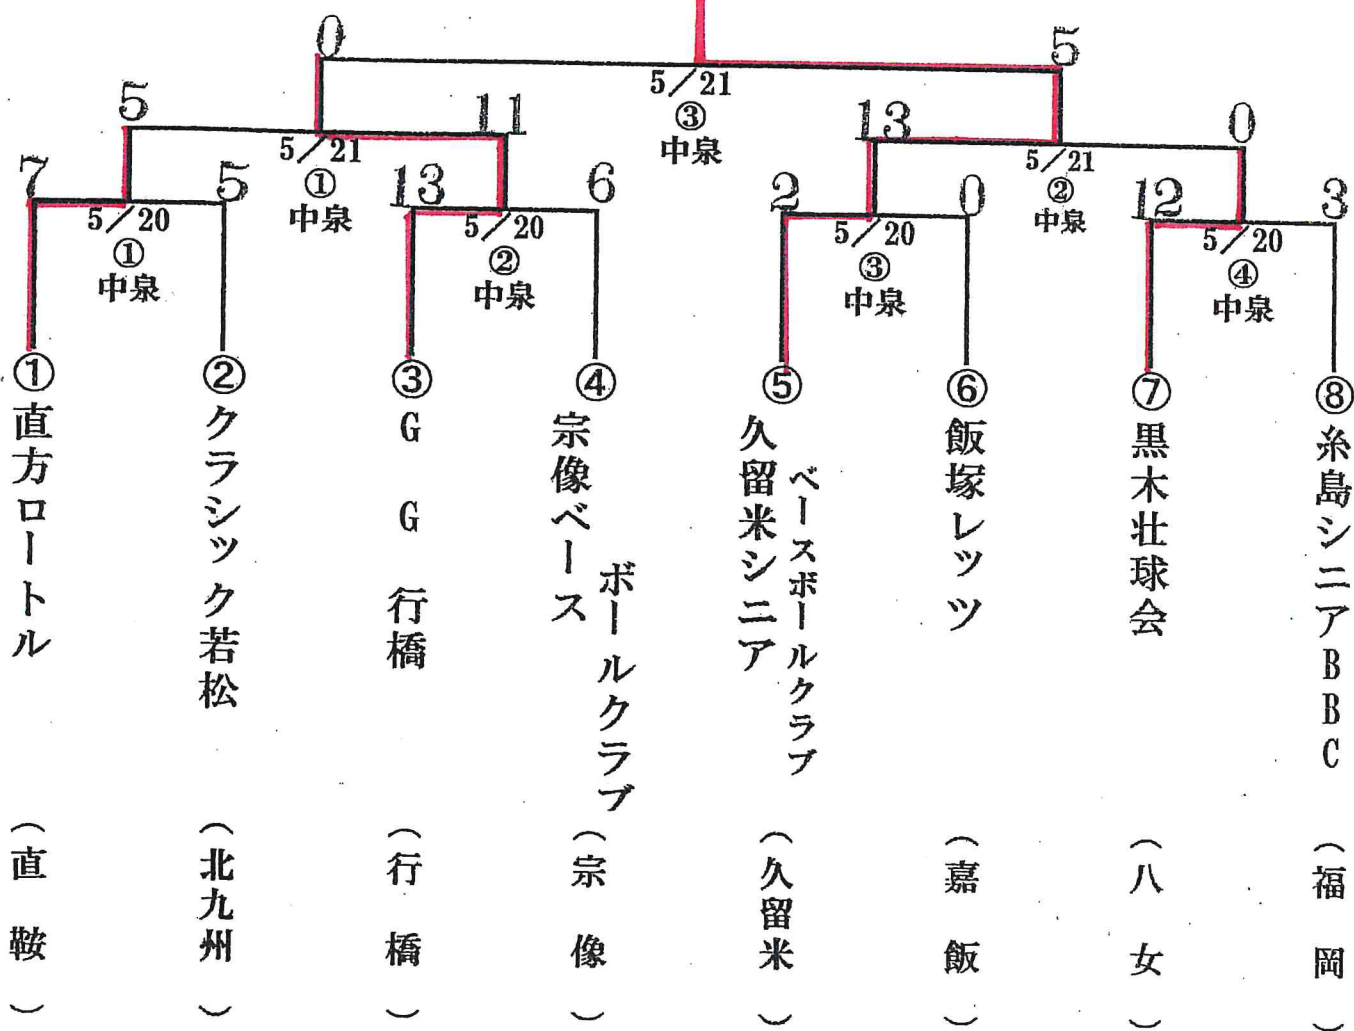 0
5
5/21
③
中泉
5
11
13
0
5/21
①
中泉
5/21
②
中泉
7
5
13
6
2
0
12
3
5/20
①
中泉
5/20
②
中泉
5/20
③
中泉
5/20
④
中泉
①
直方ロートル
(直鞍)
②
クラシック若松
(北九州)
③
GG行橋
(行橋)
④
宗像ベース
ボールクラブ
(宗像)
⑤
久留米シニア
ベースボールクラブ
(久留米)
⑥
飯塚レッツ
(嘉飯)
⑦
黒木壮球会
(八女)
⑧
糸島シニアBBC
(福岡)